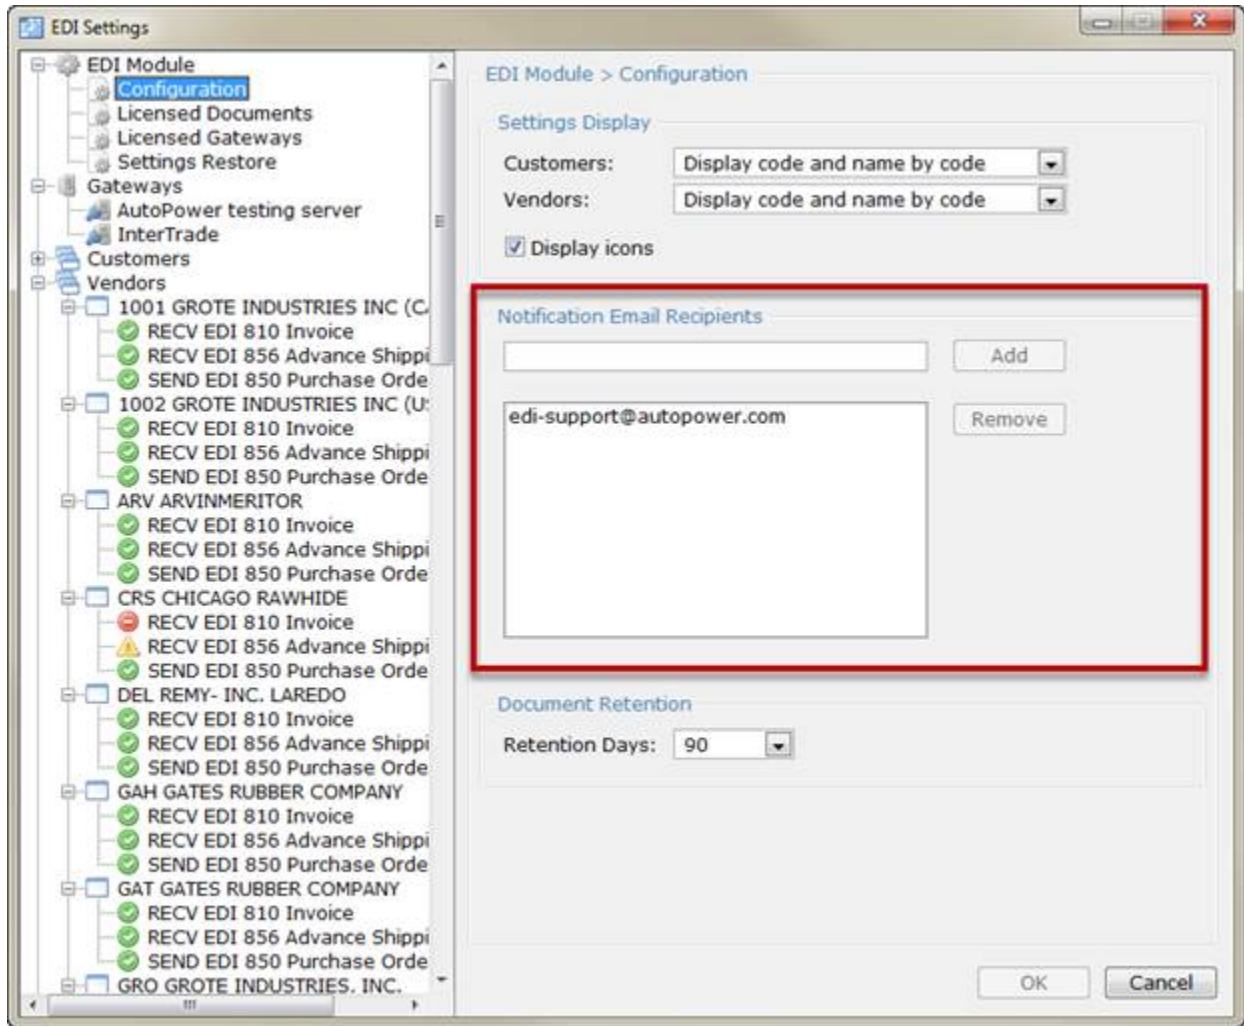 EDI Settings
EDI Module
Configuration
Licensed Documents
Licensed Gateways
Settings Restore
Gateways
AutoPower testing server
InterTrade
Customers
Vendors
1001 GROTE INDUSTRIES INC (CA
RECV EDI 810 Invoice
RECV EDI 856 Advance Shippi
SEND EDI 850 Purchase Orde
1002 GROTE INDUSTRIES INC (US
RECV EDI 810 Invoice
RECV EDI 856 Advance Shippi
SEND EDI 850 Purchase Orde
ARV ARVINMERITOR
RECV EDI 810 Invoice
RECV EDI 856 Advance Shippi
SEND EDI 850 Purchase Orde
CRS CHICAGO RAWHIDE
RECV EDI 810 Invoice
RECV EDI 856 Advance Shippi
SEND EDI 850 Purchase Orde
DEL REMY- INC. LAREDO
RECV EDI 810 Invoice
RECV EDI 856 Advance Shippi
SEND EDI 850 Purchase Orde
GAH GATES RUBBER COMPANY
RECV EDI 810 Invoice
RECV EDI 856 Advance Shippi
SEND EDI 850 Purchase Orde
GAT GATES RUBBER COMPANY
RECV EDI 810 Invoice
RECV EDI 856 Advance Shippi
SEND EDI 850 Purchase Orde
GRO GROTE INDUSTRIES, INC.
EDI Module > Configuration
Settings Display
Customers: Display code and name by code
Vendors: Display code and name by code
Display icons
Notification Email Recipients
Add
edi-support@autopower.com
Remove
Document Retention
Retention Days: 90
OK Cancel